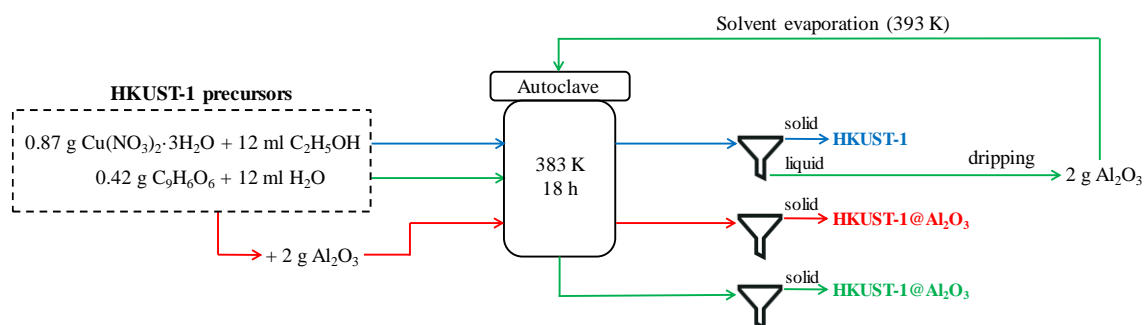 Solvent evaporation (393 K)
Autoclave
HKUST-1 precursors
0.87 g Cu(NO₃)₂·3H₂O + 12 ml C₂H₅OH
0.42 g C₉H₆O₆ + 12 ml H₂O
383 K
18 h
solid
HKUST-1
liquid
dripping
2 g Al₂O₃
+ 2 g Al₂O₃
solid
HKUST-1@Al₂O₃
solid
HKUST-1@Al₂O₃